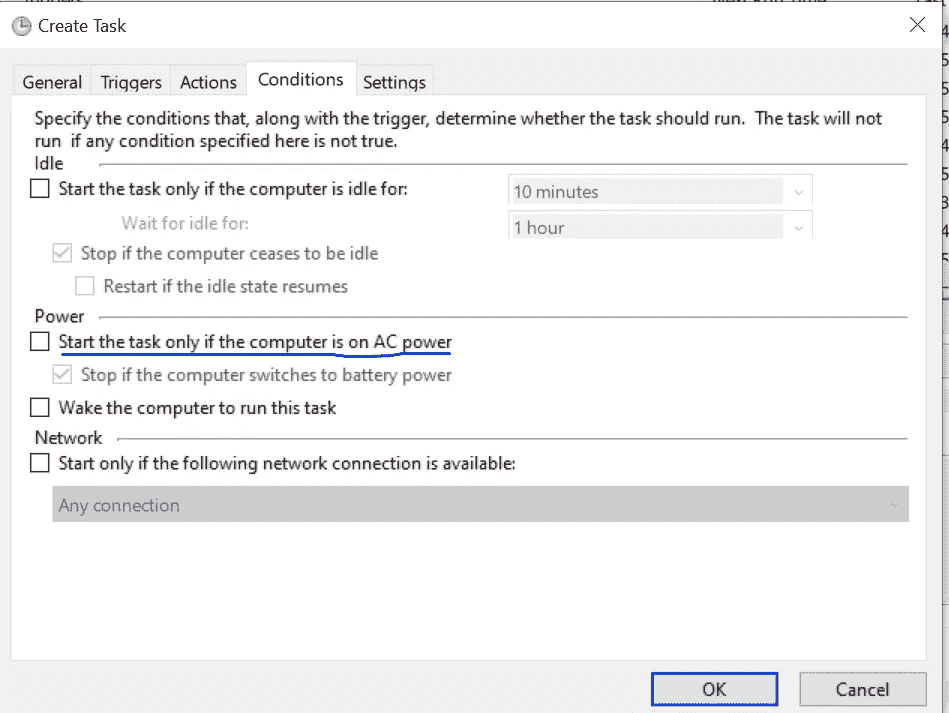 Create Task
General Triggers Actions Conditions Settings
Specify the conditions that, along with the trigger, determine whether the task should run. The task will not
run if any condition specified here is not true.
Idle
Start the task only if the computer is idle for: 10 minutes
Wait for idle for: 1 hour
Stop if the computer ceases to be idle
Restart if the idle state resumes
Power
Start the task only if the computer is on AC power
Stop if the computer switches to battery power
Wake the computer to run this task
Network
Start only if the following network connection is available:
Any connection
OK Cancel